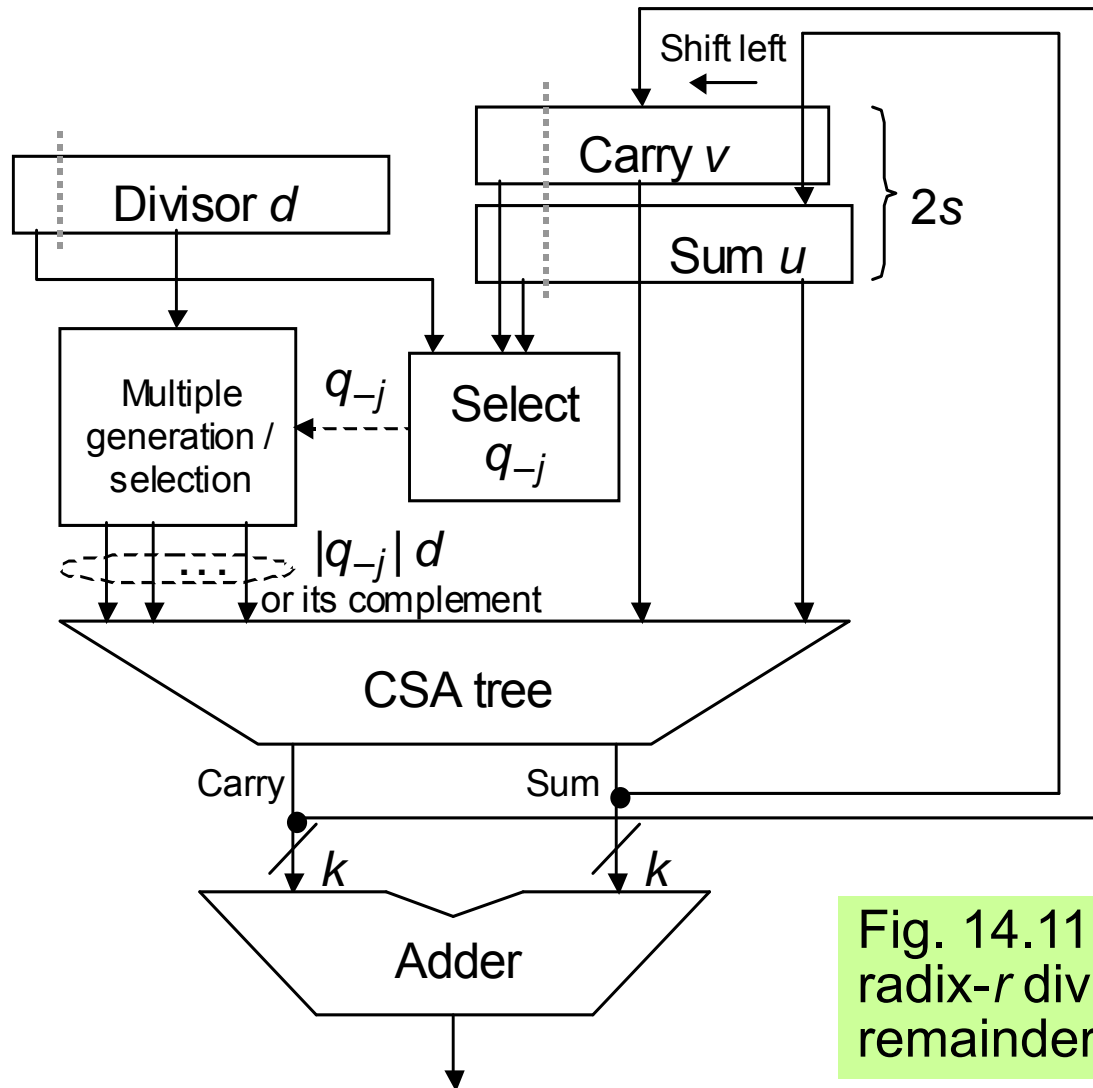 Shift left
Carry v
Divisor d
2s
Sum u
Multiple
generation /
selection
q–j
Select
q–j
. . .
|q–j| d
or its complement
CSA tree
Carry
Sum
k
k
Adder
Fig. 14.11
radix-r div
remainder